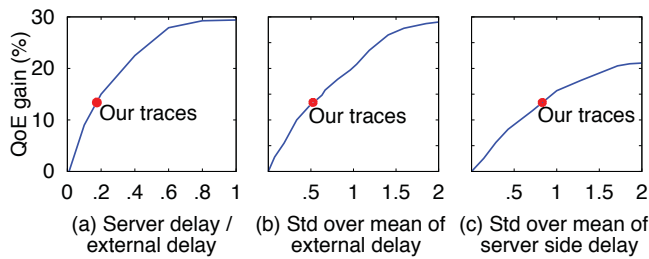 QoE gain (%)
30
20
10
0
Our traces
Our traces
Our traces
0 .2 .4 .6 .8 1
.5 1 1.5 2
.5 1 1.5 2
(a) Server delay /
external delay
(b) Std over mean of
external delay
(c) Std over mean of
server side delay